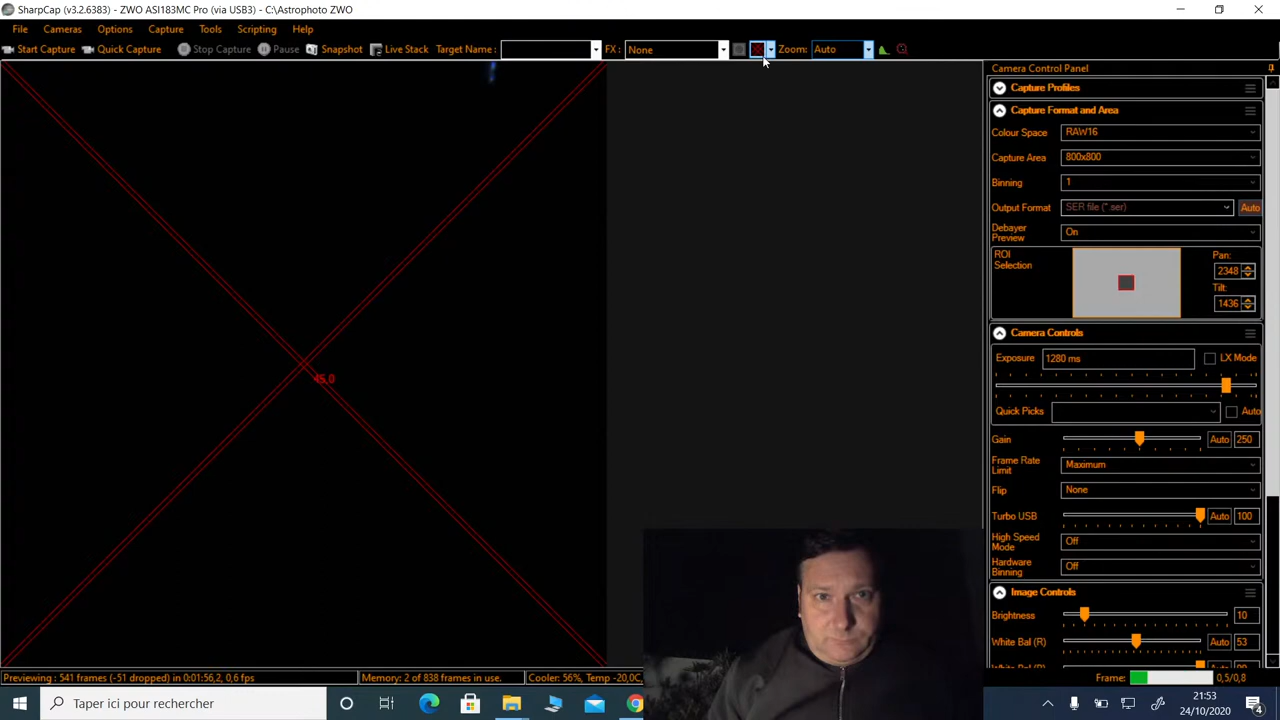 SharpCap (v3.2.6383) - ZWO ASI183MC Pro (via USB3) - C:\Astrophoto ZWO
File Cameras Options Capture Tools Scripting Help
Start Capture Quick Capture Stop Capture Pause Snapshot Live Stack Target Name : FX : None Zoom: Auto
45,0
Camera Control Panel
Capture Profiles
Capture Format and Area
Colour Space RAW16
Capture Area 800x800
Binning 1
Output Format SER file (*.ser) Auto
Debayer Preview On
ROI Selection
Pan:
2348
Tilt:
1436
Camera Controls
Exposure 1280 ms LX Mode
Quick Picks Auto
Gain Auto 250
Frame Rate Limit Maximum
Flip None
Turbo USB Auto 100
High Speed Mode Off
Hardware Binning Off
Image Controls
Brightness 10
White Bal (R) Auto 53
Previewing : 541 frames (-51 dropped) in 0:01:56,2, 0,6 fps Memory: 2 of 838 frames in use. Cooler: 56%, Temp -20,0C,
Frame: 0,5/0,8
Taper ici pour rechercher
21:53
24/10/2020
4